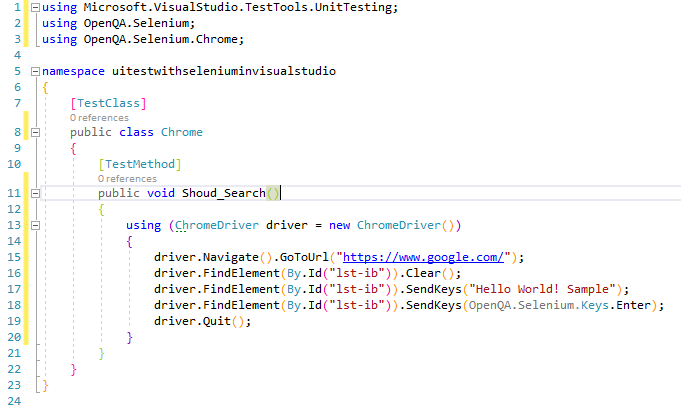 1 using Microsoft.VisualStudio.TestTools.UnitTesting;
2 using OpenQA.Selenium;
3 using OpenQA.Selenium.Chrome;
4
5 namespace uitestwithseleniuminvisualstudio
6 {
7 [TestClass]
0 references
8 public class Chrome
9 {
10 [TestMethod]
0 references
11 public void Shoud_Search()
12 {
13 using (ChromeDriver driver = new ChromeDriver())
14 {
15 driver.Navigate().GoToUrl("https://www.google.com/");
16 driver.FindElement(By.Id("lst-ib")).Clear();
17 driver.FindElement(By.Id("lst-ib")).SendKeys("Hello World! Sample");
18 driver.FindElement(By.Id("lst-ib")).SendKeys(OpenQA.Selenium.Keys.Enter);
19 driver.Quit();
20 }
21 }
22 }
23 }
24